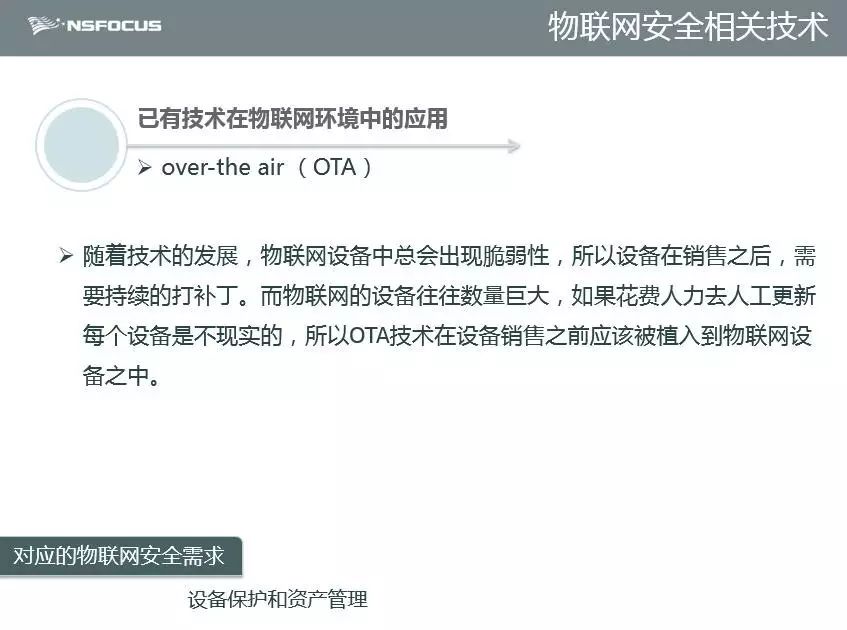 NSFOCUS
物联网安全相关技术
已有技术在物联网环境中的应用
over-the air（OTA）
随着技术的发展，物联网设备中总会出现脆弱性，所以设备在销售之后，需
要持续的打补丁。而物联网的设备往往数量巨大，如果花费人力去人工更新
每个设备是不现实的，所以OTA技术在设备销售之前应该被植入到物联网设
备之中。
对应的物联网安全需求
设备保护和资产管理